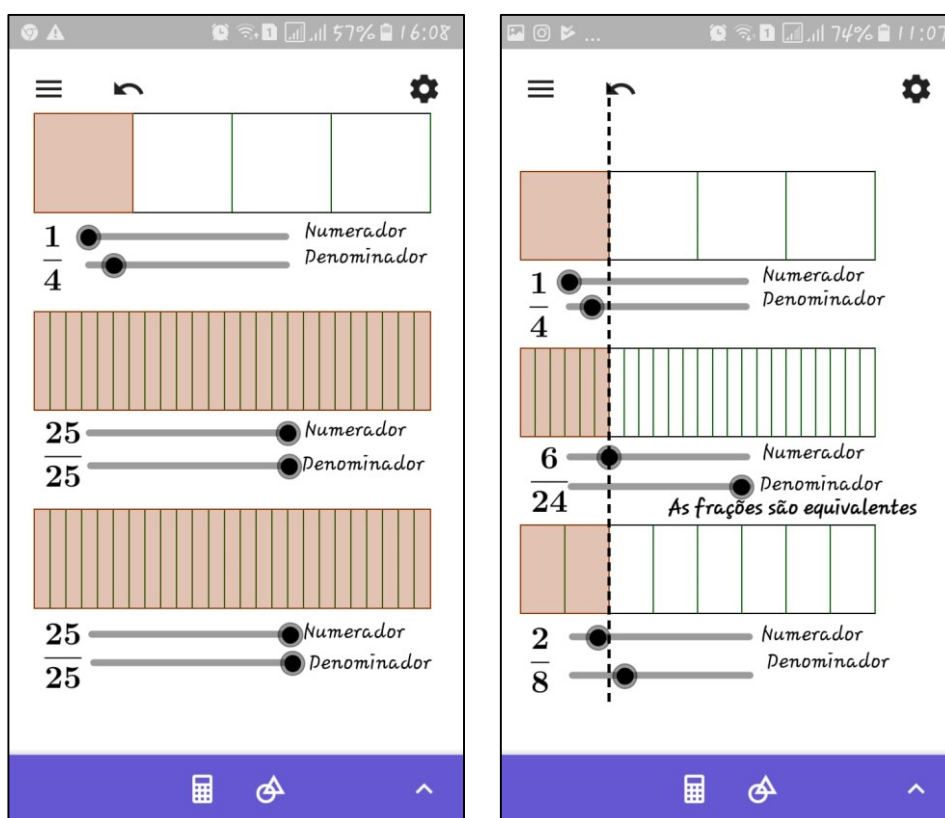 57% 16:08
1
4
Numerador
Denominador
25
25
Numerador
Denominador
25
25
Numerador
Denominador
... 1 74% 11:07
1
4
Numerador
Denominador
6
24
Numerador
Denominador
As frações são equivalentes
2
8
Numerador
Denominador